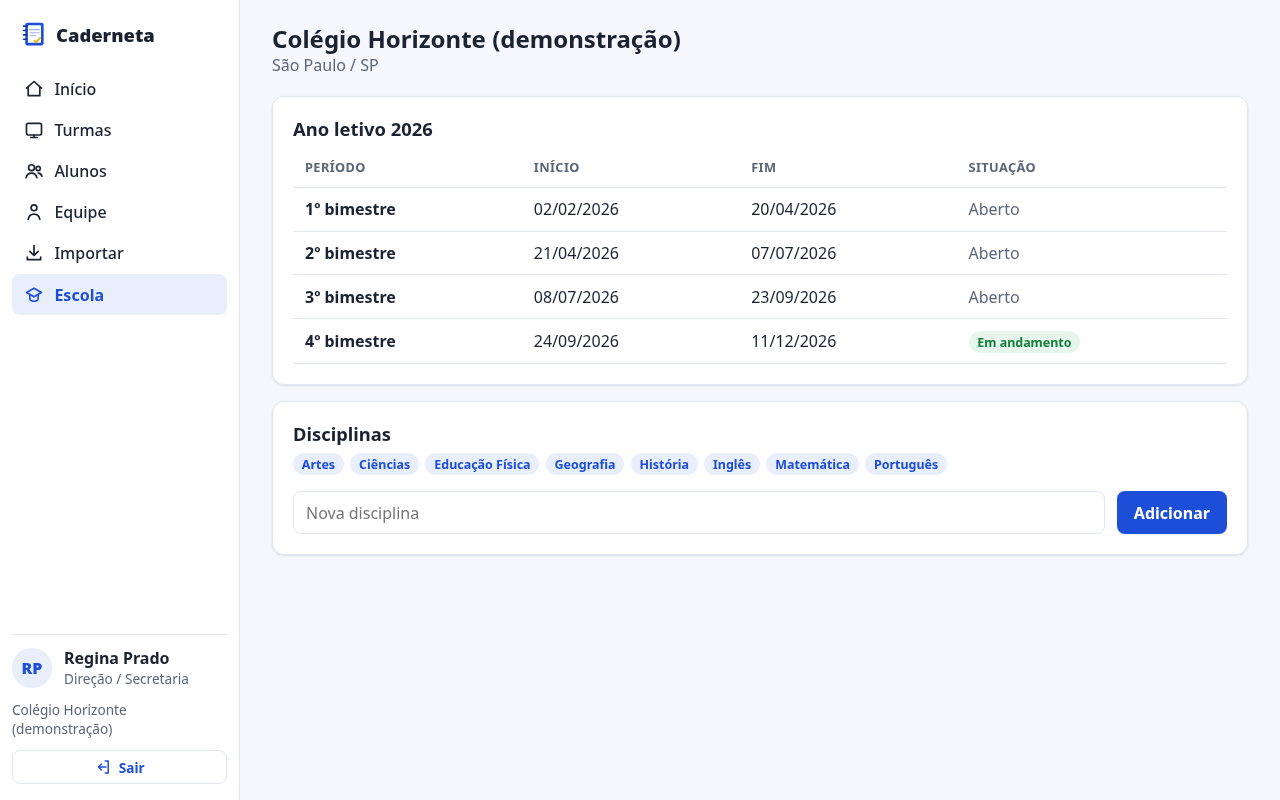 Caderneta
Início
Turmas
Alunos
Equipe
Importar
Escola
RP
Regina Prado
Direção / Secretaria
Colégio Horizonte
(demonstração)
Sair
Colégio Horizonte (demonstração)
São Paulo / SP
Ano letivo 2026
PERÍODO INÍCIO FIM SITUAÇÃO
1º bimestre 02/02/2026 20/04/2026 Aberto
2º bimestre 21/04/2026 07/07/2026 Aberto
3º bimestre 08/07/2026 23/09/2026 Aberto
4º bimestre 24/09/2026 11/12/2026 Em andamento
Disciplinas
Artes Ciências Educação Física Geografia História Inglês Matemática Português
Nova disciplina Adicionar